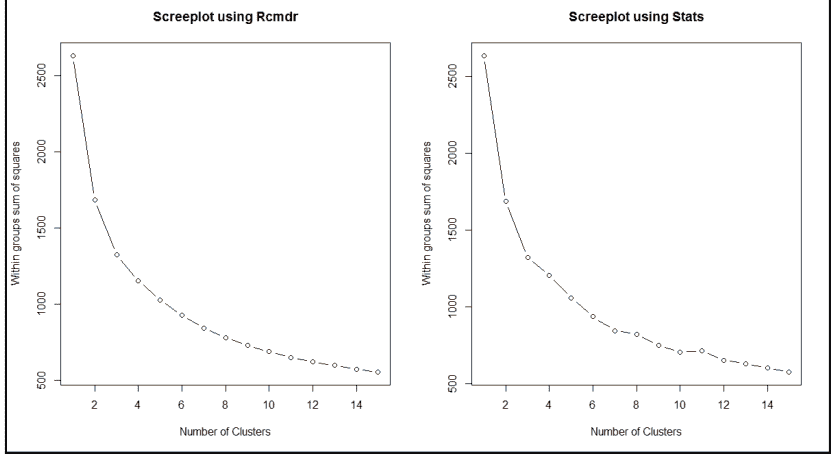 Screeplot using Rcmdr
Within groups sum of squares
2500
2000
1500
1000
500
2 4 6 8 10 12 14
Number of Clusters
Screeplot using Stats
Within groups sum of squares
2500
2000
1500
1000
500
2 4 6 8 10 12 14
Number of Clusters